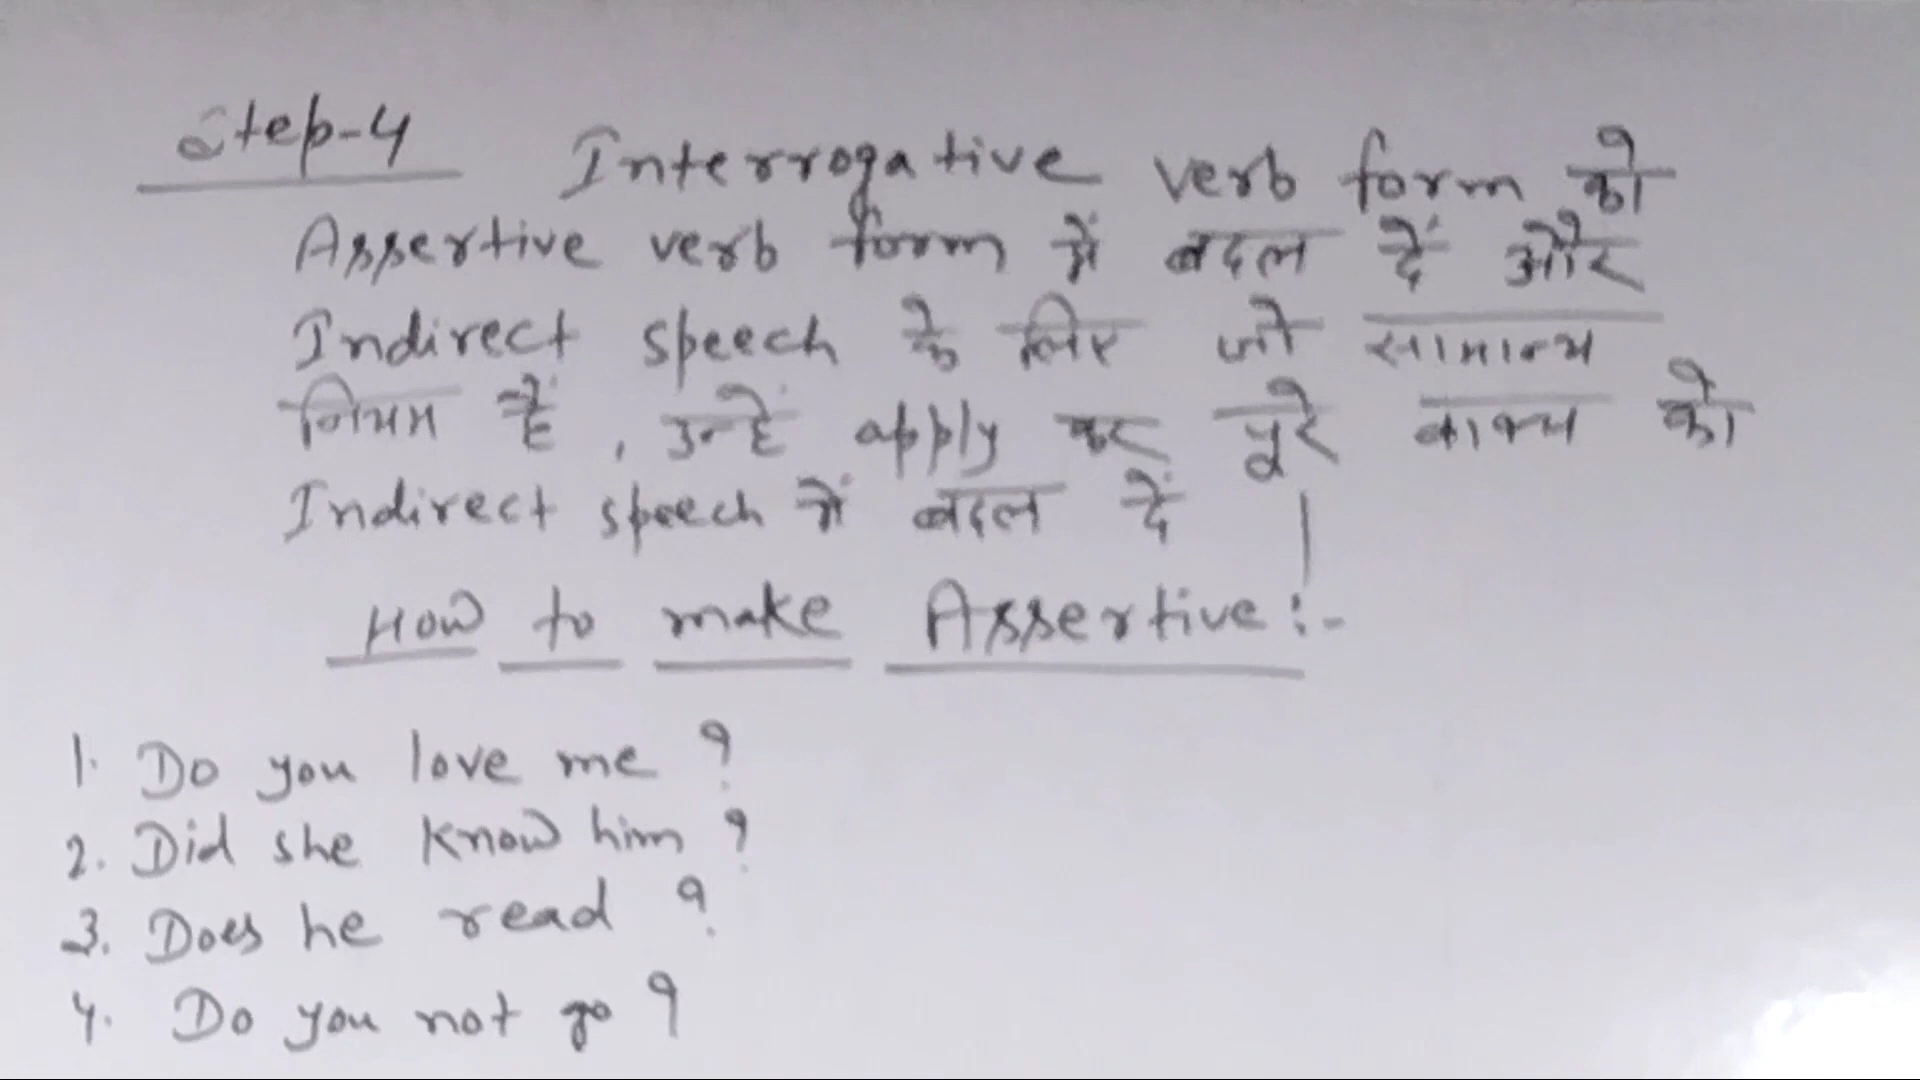 Step-4 Interrogative verb form को
Assertive verb form में बदल दें और
Indirect speech के लिए जो सामान्य
नियम हैं , उन्हें apply कर पूरे वाक्य को
Indirect speech में बदल दें ।
How to make Assertive:-
1. Do you love me ?
2. Did she know him ?
3. Does he read ?
4. Do you not go ?